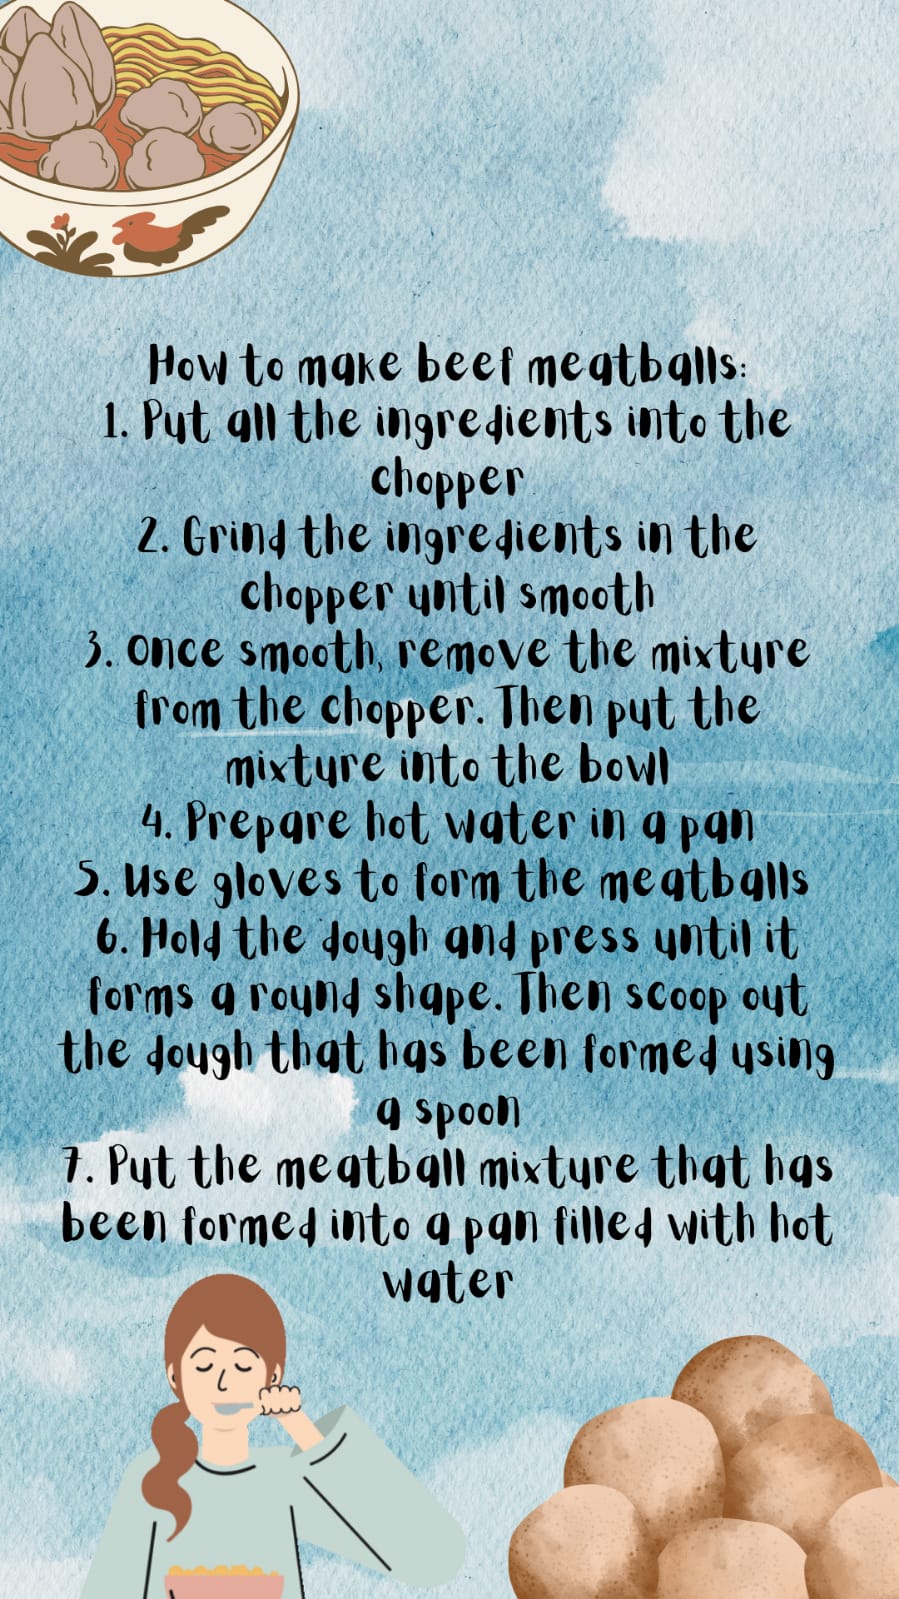 How to make beef meatballs:
1. Put all the ingredients into the
chopper
2. Grind the ingredients in the
chopper until smooth
3. Once smooth, remove the mixture
from the chopper. Then put the
mixture into the bowl
4. Prepare hot water in a pan
5. Use gloves to form the meatballs
6. Hold the dough and press until it
forms a round shape. Then scoop out
the dough that has been formed using
a spoon
7. Put the meatball mixture that has
been formed into a pan filled with hot
water